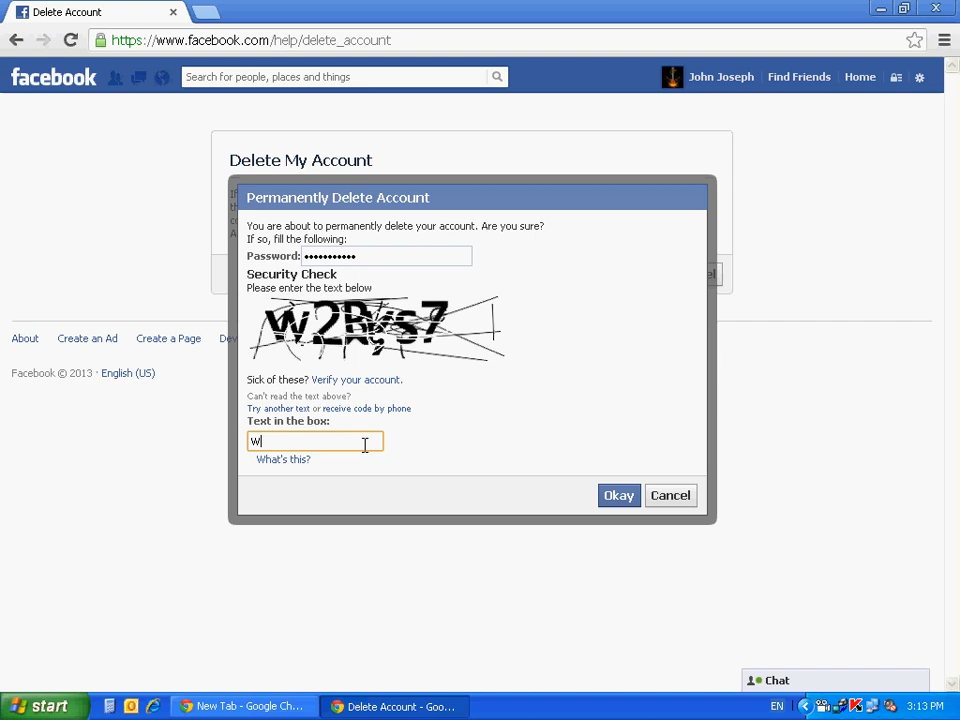 Delete Account
https://www.facebook.com/help/delete_account
facebook
Search for people, places and things
John Joseph
Find Friends
Home
Delete My Account
Permanently Delete Account
You are about to permanently delete your account. Are you sure?
If so, fill the following:
Password:
Security Check
Please enter the text below
Sick of these? Verify your account.
Can't read the text above?
Try another text or receive code by phone
Text in the box:
W
What's this?
Okay Cancel
About Create an Ad Create a Page
Facebook © 2013 · English (US)
Chat
start
New Tab - Google Ch...
Delete Account - Goo...
EN
3:13 PM